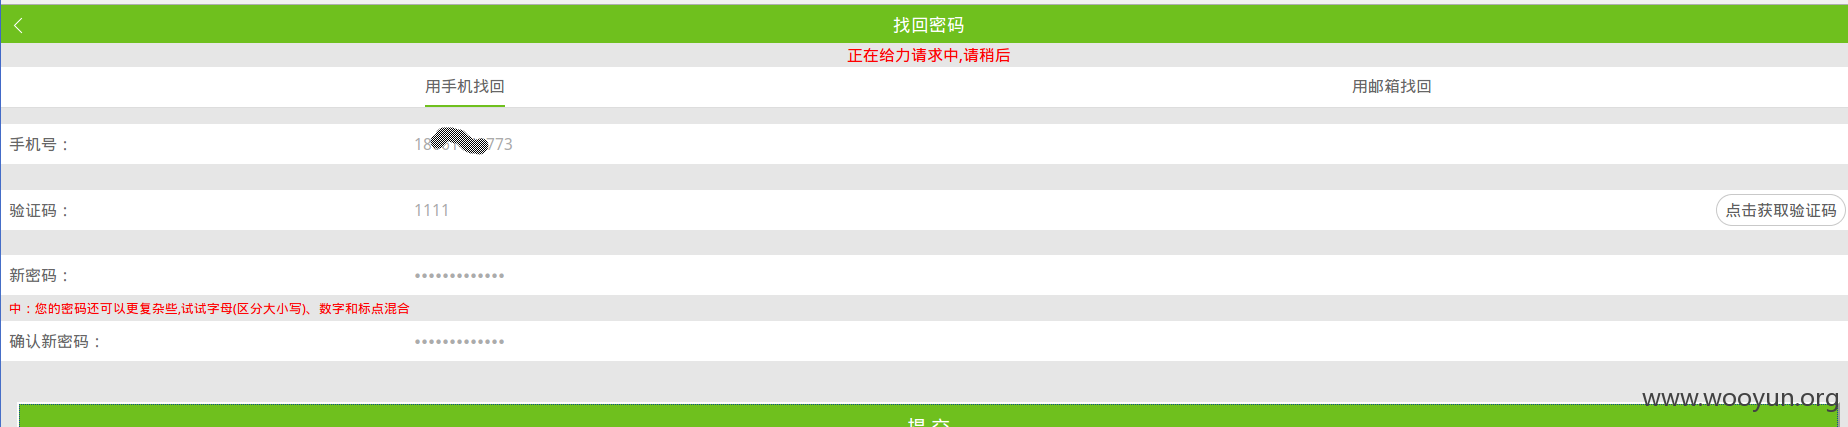 找回密码
正在给力请求中,请稍后
用手机找回 用邮箱找回
手机号： 18 773
验证码： 1111 点击获取验证码
新密码： •••••••••••••
中：您的密码还可以更复杂些,试试字母(区分大小写)、数字和标点混合
确认新密码： •••••••••••••
www.wooyun.org
提 交